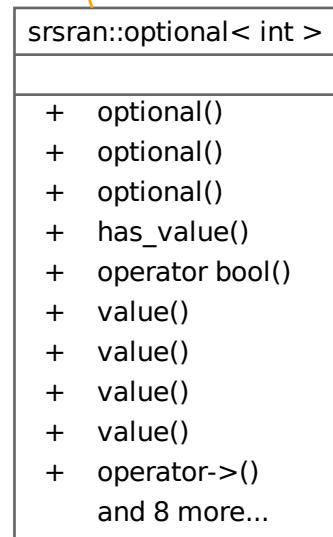 srsran::optional< int >
+ optional()
+ optional()
+ optional()
+ has_value()
+ operator bool()
+ value()
+ value()
+ value()
+ value()
+ operator->()
and 8 more...